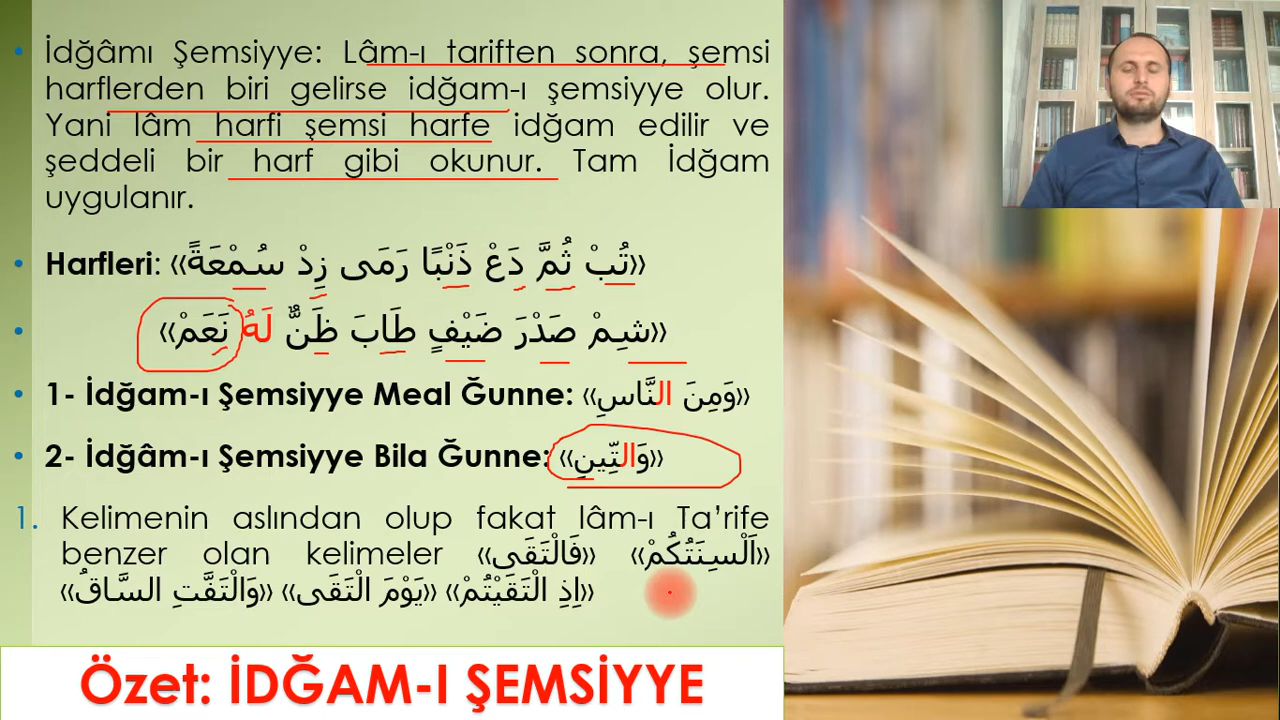 • İdğâmı Şemsiyye: Lâm-ı tariften sonra, şemsi
harflerden biri gelirse idğam-ı şemsiyye olur.
Yani lâm harfi şemsi harfe idğam edilir ve
şeddeli bir harf gibi okunur. Tam İdğam
uygulanır.
• Harfleri: «تُبْ ثُمَّ دَعْ ذَنْبًا رَمَى زِدْ سُمْعَةً»
• «شِمْ صَدْرَ ضَيْفٍ طَابَ ظَنٌّ لَهُ نَعَمْ»
• 1- İdğam-ı Şemsiyye Meal Ğunne: «وَمِنَ النَّاسِ»
• 2- İdğâm-ı Şemsiyye Bila Ğunne: «وَالتِّينِ»
1. Kelimenin aslından olup fakat lâm-ı Ta’rife
benzer olan kelimeler «فَالْتَقَى» «اَلْسِنَتُكُمْ»
«اِذِ الْتَقَيْتُمْ» «يَوْمَ الْتَقَى» «وَالْتَفَّتِ السَّاقُ»
Özet: İDĞAM-I ŞEMSİYYE